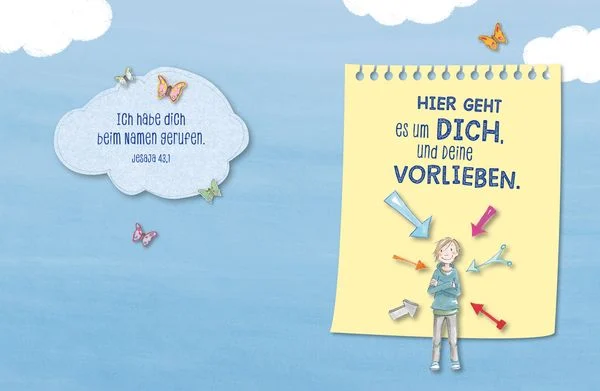 Ich habe dich
beim Namen gerufen.
Jesaja 43,1
HIER GEHT
es um DICH,
und deine
VORLIEBEN.